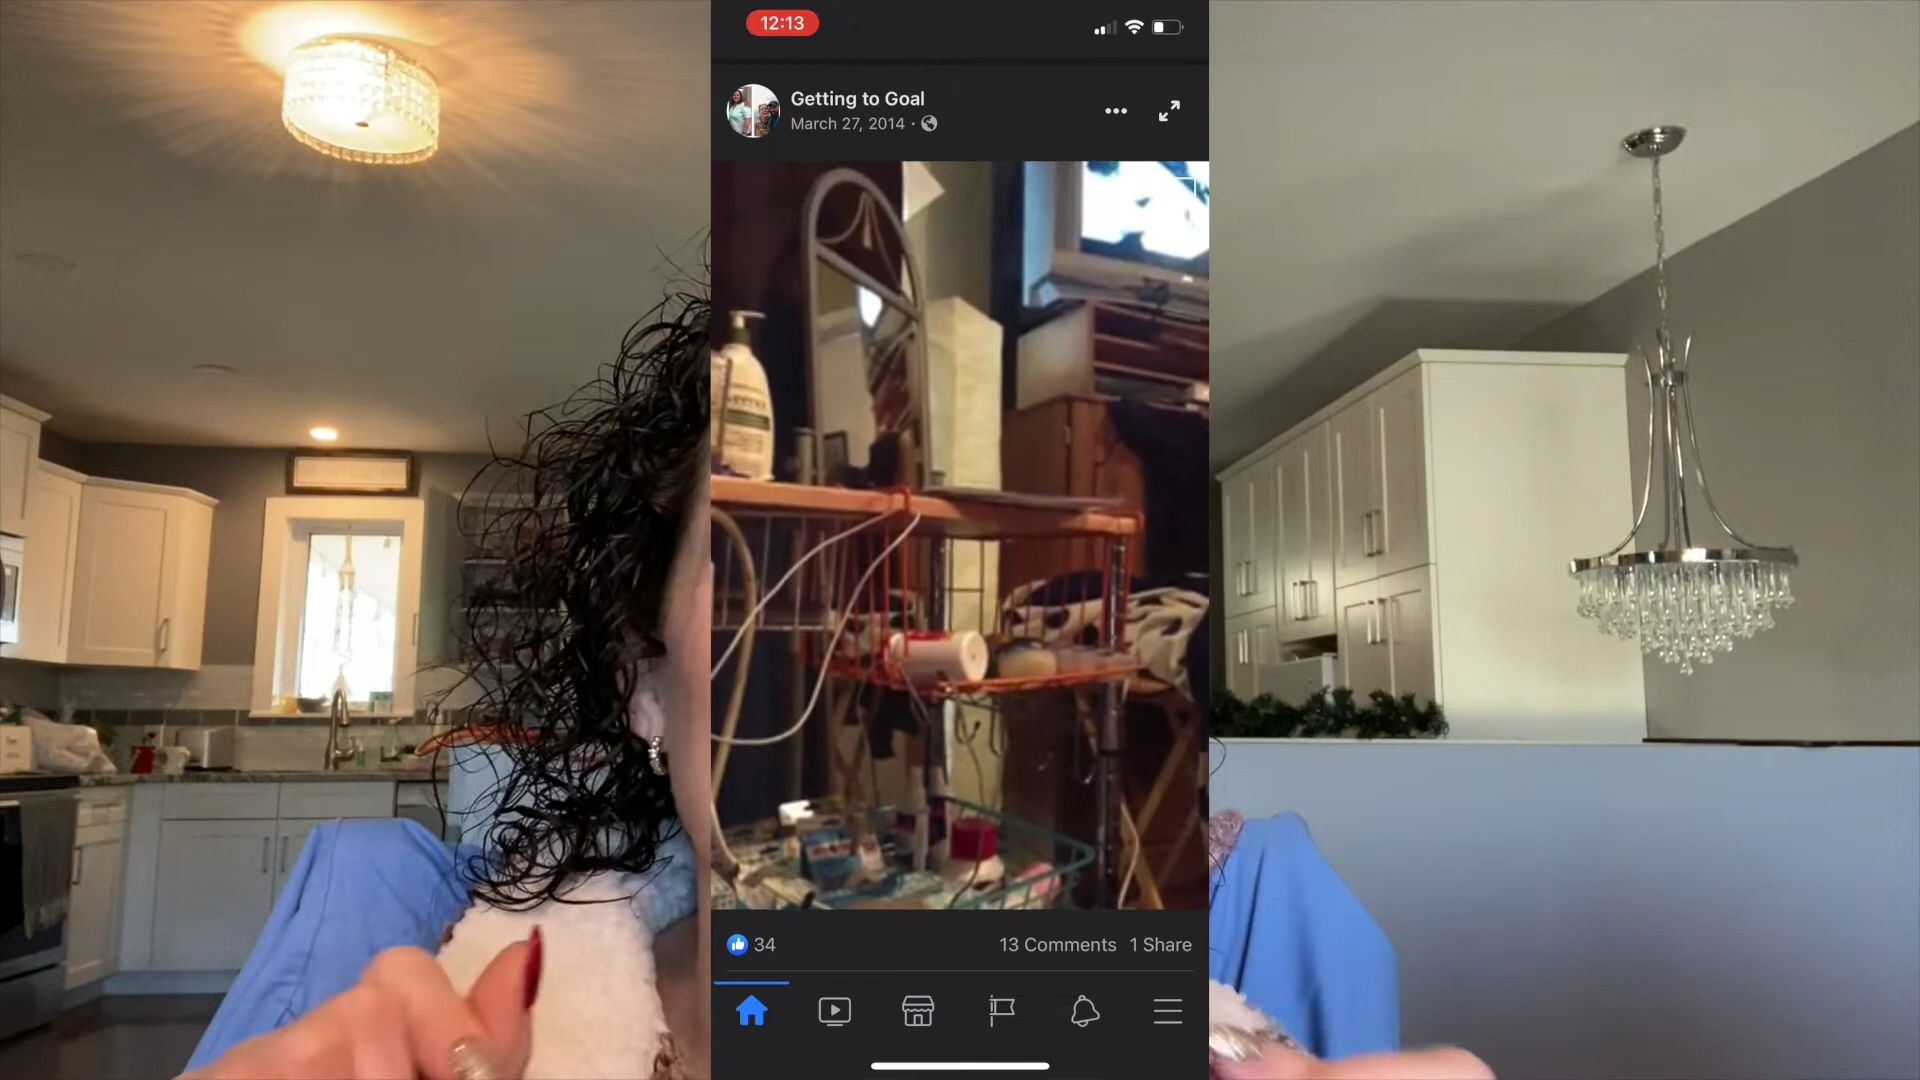 12:13
Getting to Goal
March 27, 2014 ·
34
13 Comments 1 Share